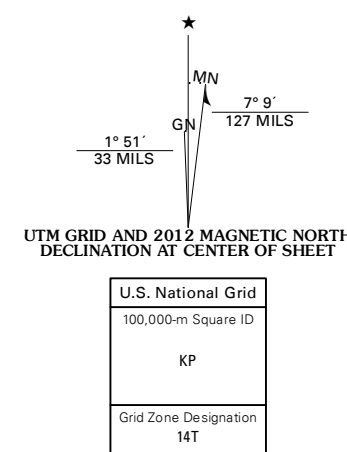 ★
MN
7° 9´
127 MILS
GN
1° 51´
33 MILS
UTM GRID AND 2012 MAGNETIC NORTH
DECLINATION AT CENTER OF SHEET
U.S. National Grid
100,000-m Square ID
KP
Grid Zone Designation
14T